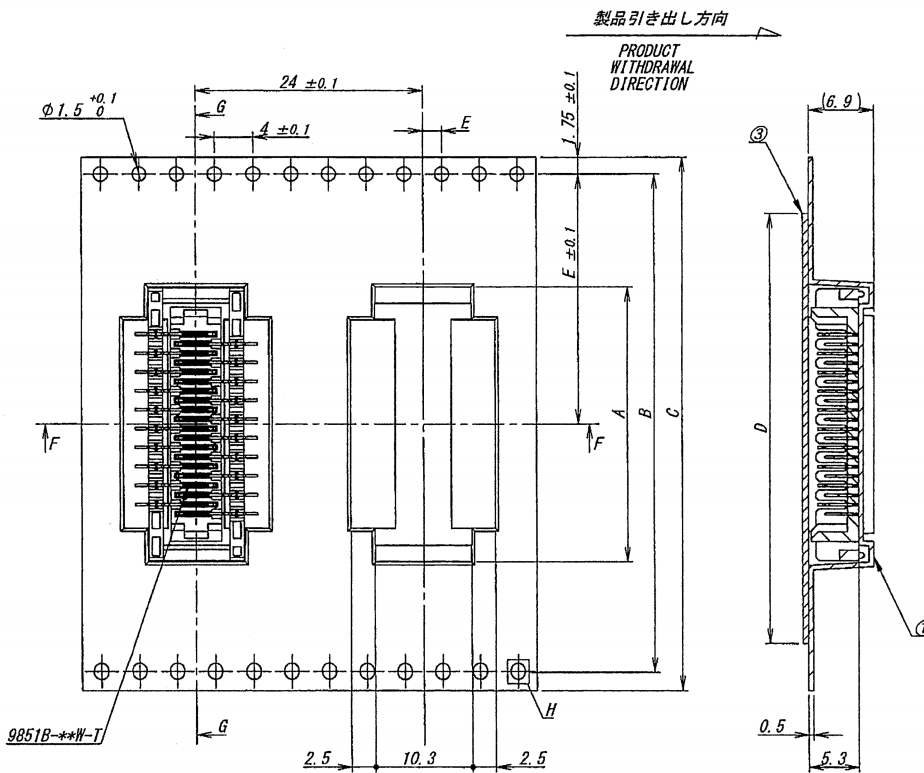 製品引き出し方向
PRODUCT
WITHDRAWAL
DIRECTION
24 ±0.1
G
φ1.5 +0.1 0
4 ±0.1
E
1.75 ±0.1
(6.9)
③
E ±0.1
A
B
C
D
F
F
①
H
G
9851B-**W-T
2.5
10.3
2.5
0.5
5.3